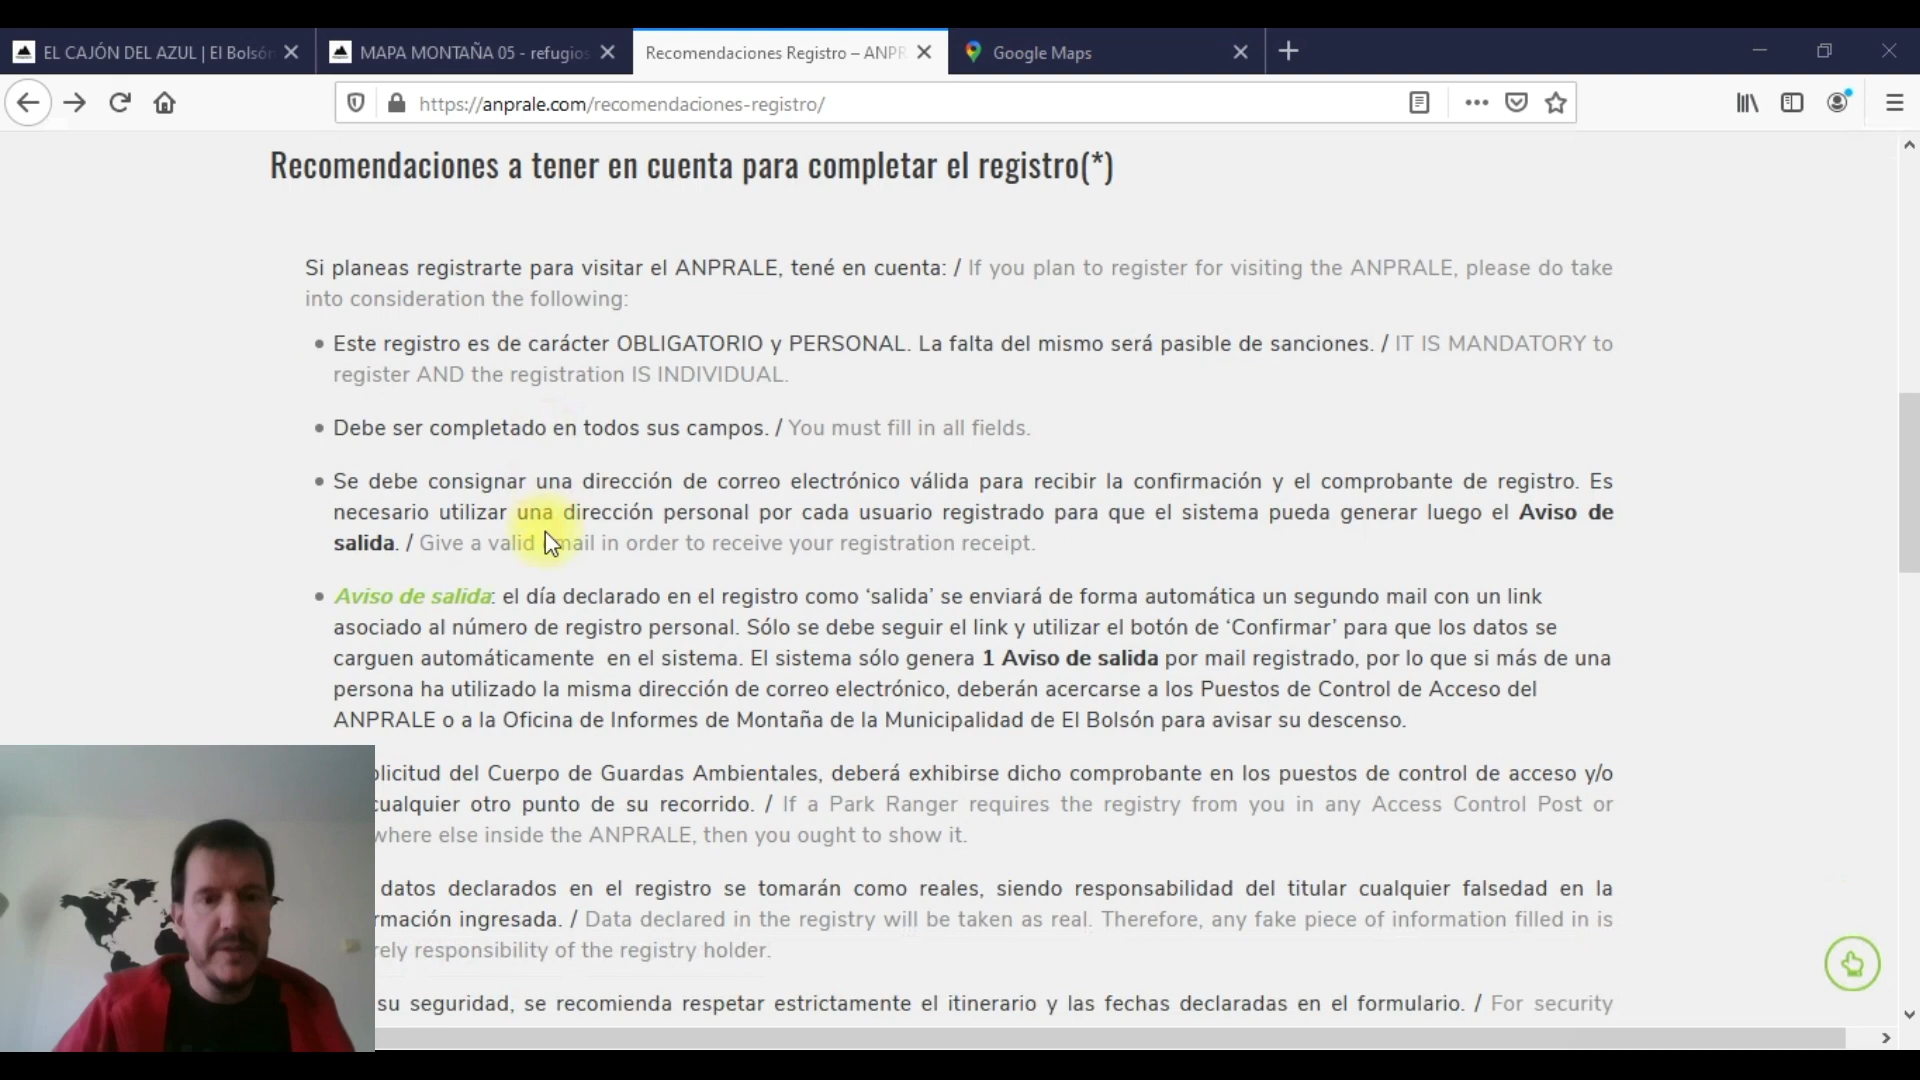 EL CAJÓN DEL AZUL | El Bolsón
MAPA MONTAÑA 05 - refugios
Recomendaciones Registro – ANPR
Google Maps
https://anprale.com/recomendaciones-registro/
Recomendaciones a tener en cuenta para completar el registro(*)
Si planeas registrarte para visitar el ANPRALE, tené en cuenta: / If you plan to register for visiting the ANPRALE, please do take
into consideration the following:
Este registro es de carácter OBLIGATORIO y PERSONAL. La falta del mismo será pasible de sanciones. / IT IS MANDATORY to
register AND the registration IS INDIVIDUAL.
Debe ser completado en todos sus campos. / You must fill in all fields.
Se debe consignar una dirección de correo electrónico válida para recibir la confirmación y el comprobante de registro. Es
necesario utilizar una dirección personal por cada usuario registrado para que el sistema pueda generar luego el Aviso de
salida. / Give a valid email in order to receive your registration receipt.
Aviso de salida: el día declarado en el registro como ‘salida’ se enviará de forma automática un segundo mail con un link
asociado al número de registro personal. Sólo se debe seguir el link y utilizar el botón de ‘Confirmar’ para que los datos se
carguen automáticamente en el sistema. El sistema sólo genera 1 Aviso de salida por mail registrado, por lo que si más de una
persona ha utilizado la misma dirección de correo electrónico, deberán acercarse a los Puestos de Control de Acceso del
ANPRALE o a la Oficina de Informes de Montaña de la Municipalidad de El Bolsón para avisar su descenso.
olicitud del Cuerpo de Guardas Ambientales, deberá exhibirse dicho comprobante en los puestos de control de acceso y/o
cualquier otro punto de su recorrido. / If a Park Ranger requires the registry from you in any Access Control Post or
where else inside the ANPRALE, then you ought to show it.
datos declarados en el registro se tomarán como reales, siendo responsabilidad del titular cualquier falsedad en la
rmación ingresada. / Data declared in the registry will be taken as real. Therefore, any fake piece of information filled in is
rely responsibility of the registry holder.
su seguridad, se recomienda respetar estrictamente el itinerario y las fechas declaradas en el formulario. / For security